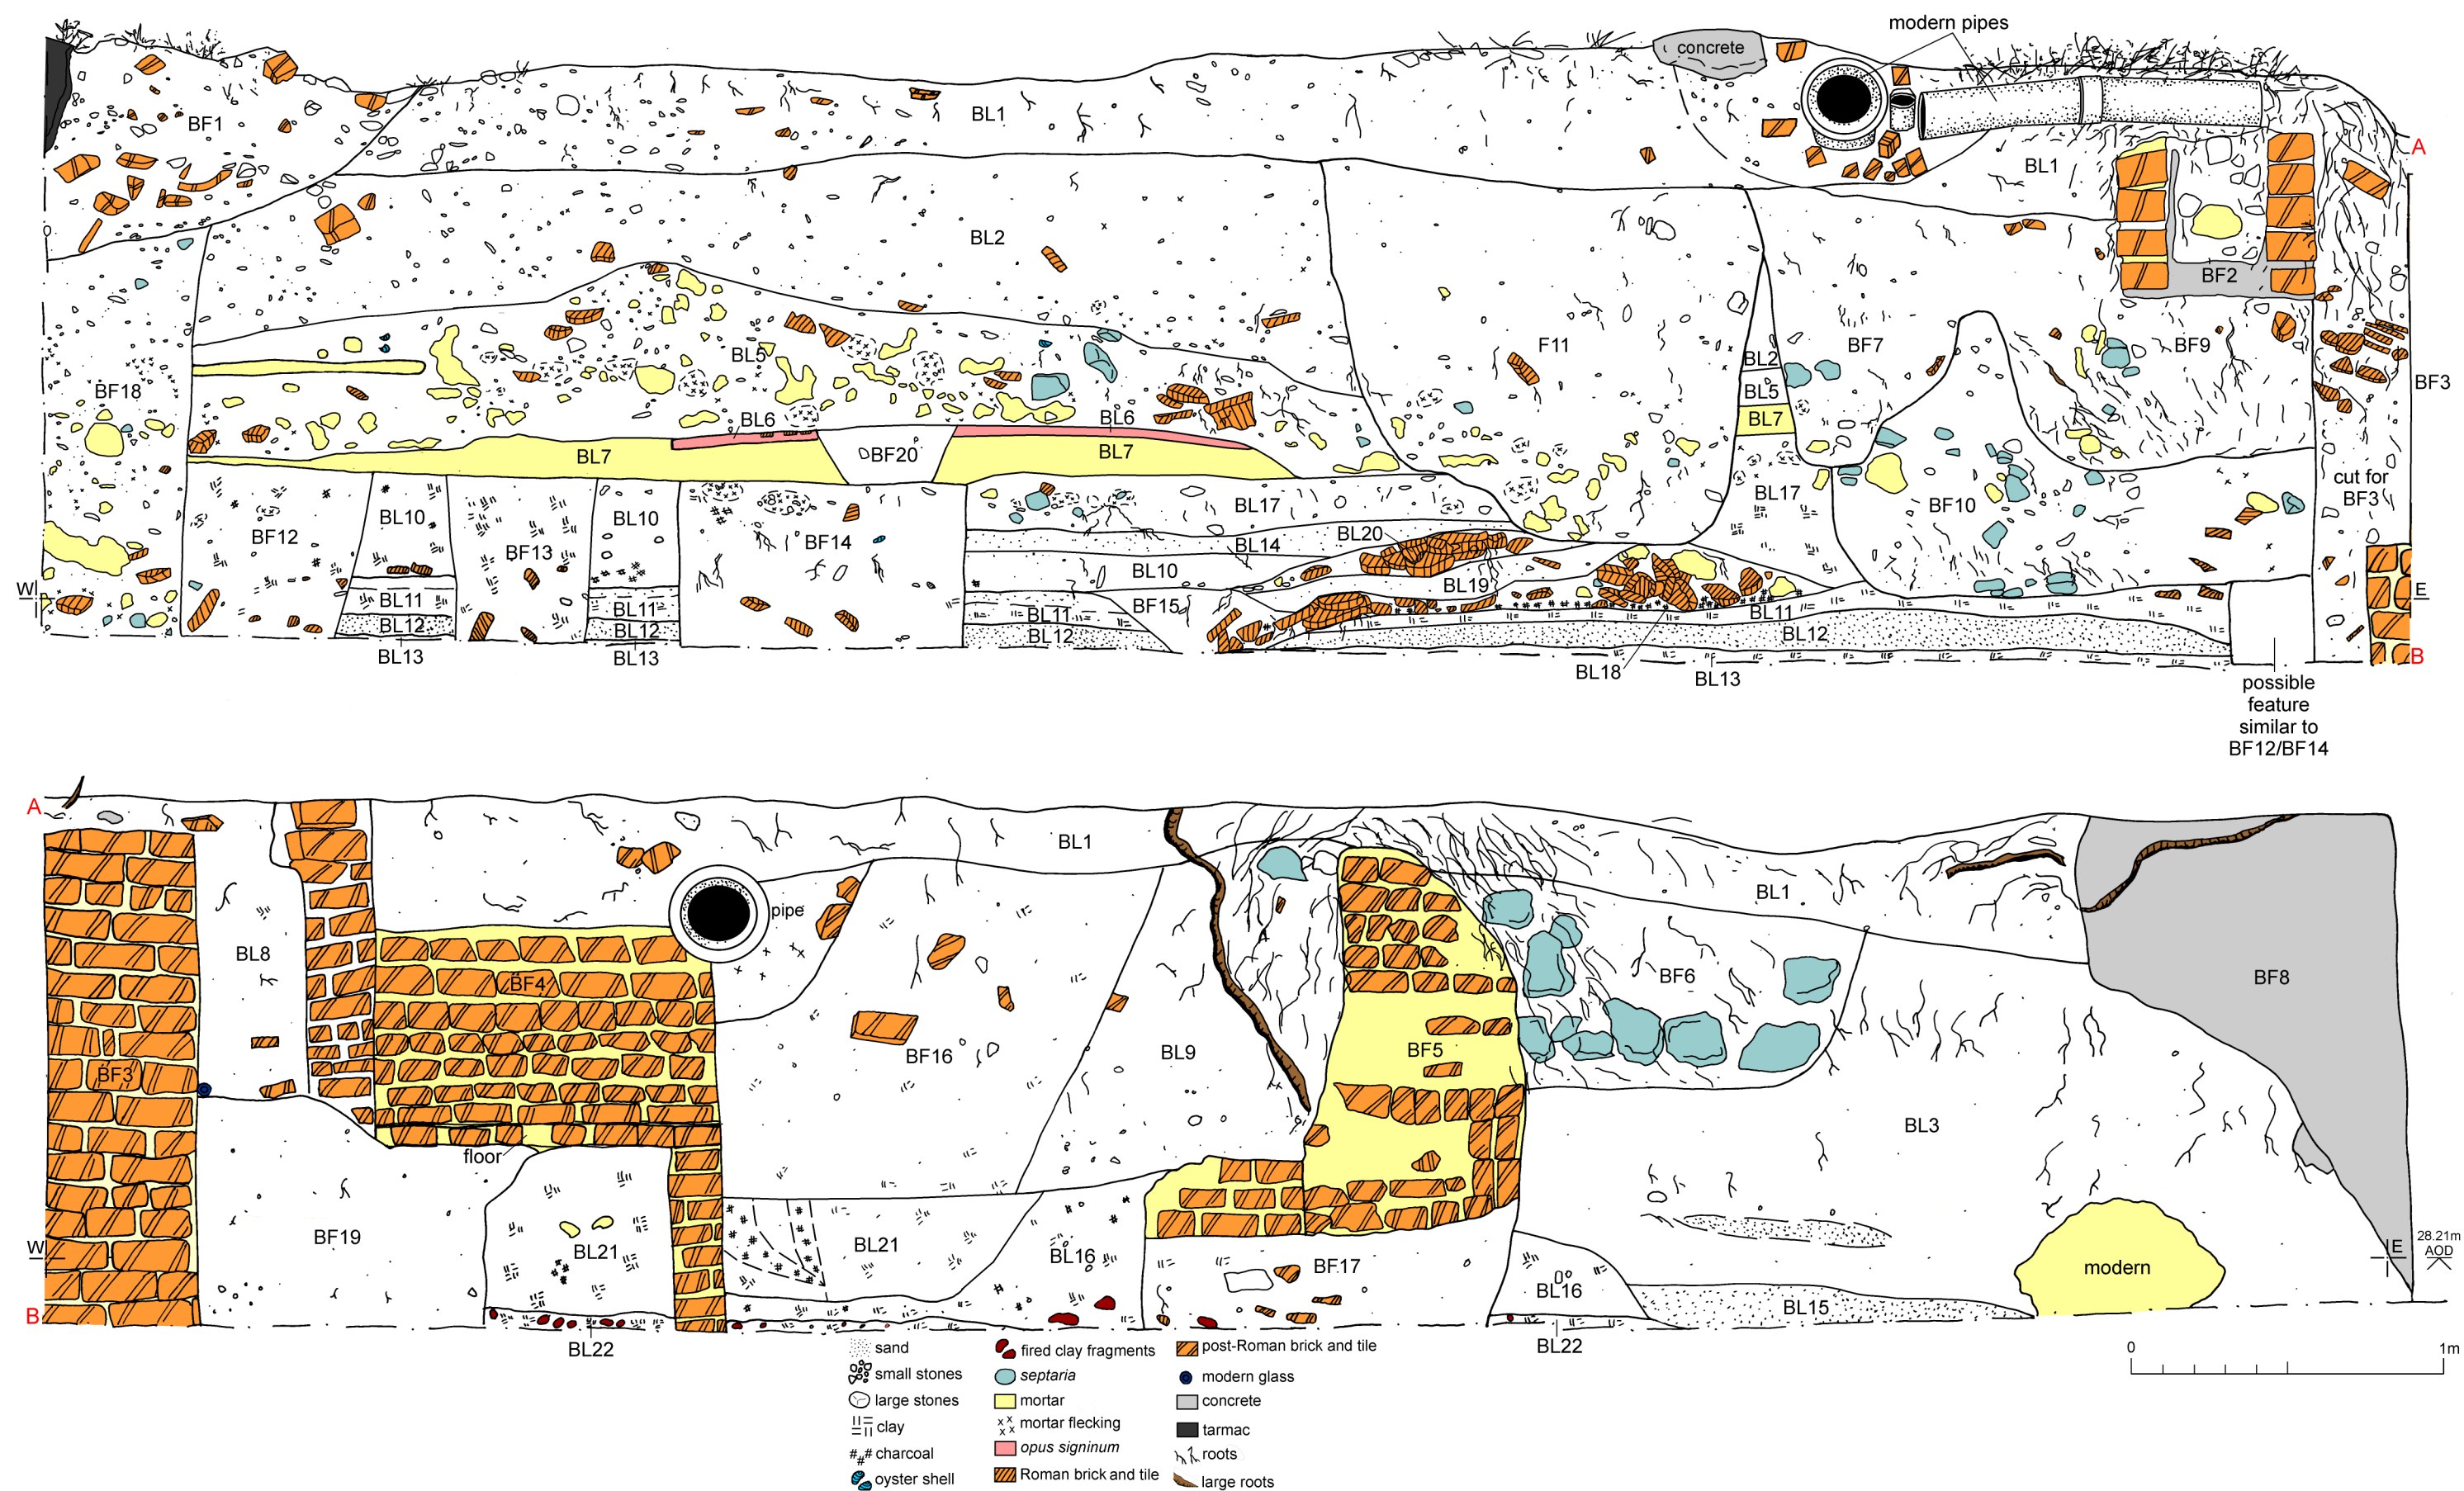 modern pipes
concrete
BF1
BL1
A
BL1
BL2
BF2
F11
BL2
BF7
BF9
BL5
BF3
BF18
BL5
BL6
BL6
BL7
BL7
BF20
BL7
cut for
BF3
BL17
BL17
BF10
BL10
BL10
BF12
BF13
BF14
BL20
BL14
BL10
BL19
W
E
BL11
BL11
BL11
BF15
BL11
BL12
BL12
BL12
BL12
BL13
BL13
BL18
BL13
B
possible
feature
similar to
BF12/BF14
A
BL1
BL1
pipe
BL8
BF4
BF6
BF8
BF16
BL9
BF5
BF3
BL3
floor
BF19
BL21
BL21
BL16
BF17
W
E
28.21m
AOD
modern
BL16
BL15
B
BL22
BL22
sand
small stones
large stones
clay
charcoal
oyster shell
fired clay fragments
septaria
mortar
mortar flecking
opus signinum
Roman brick and tile
post-Roman brick and tile
modern glass
concrete
tarmac
roots
large roots
0
1m